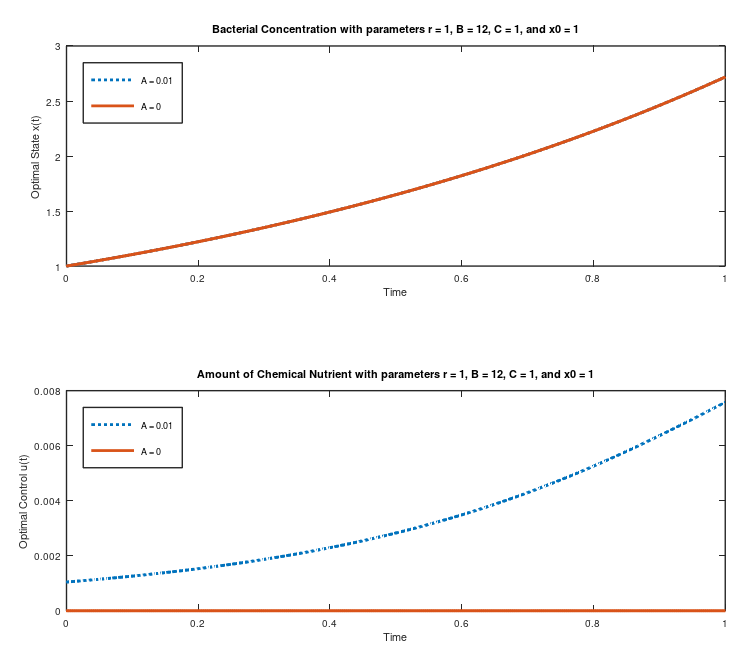 Bacterial Concentration with parameters r = 1, B = 12, C = 1, and x0 = 1
3
2.5
2
1.5
1
Optimal State x(t)
A = 0.01
A = 0
0 0.2 0.4 0.6 0.8 1
Time
Amount of Chemical Nutrient with parameters r = 1, B = 12, C = 1, and x0 = 1
0.008
0.006
0.004
0.002
0
Optimal Control u(t)
A = 0.01
A = 0
0 0.2 0.4 0.6 0.8 1
Time